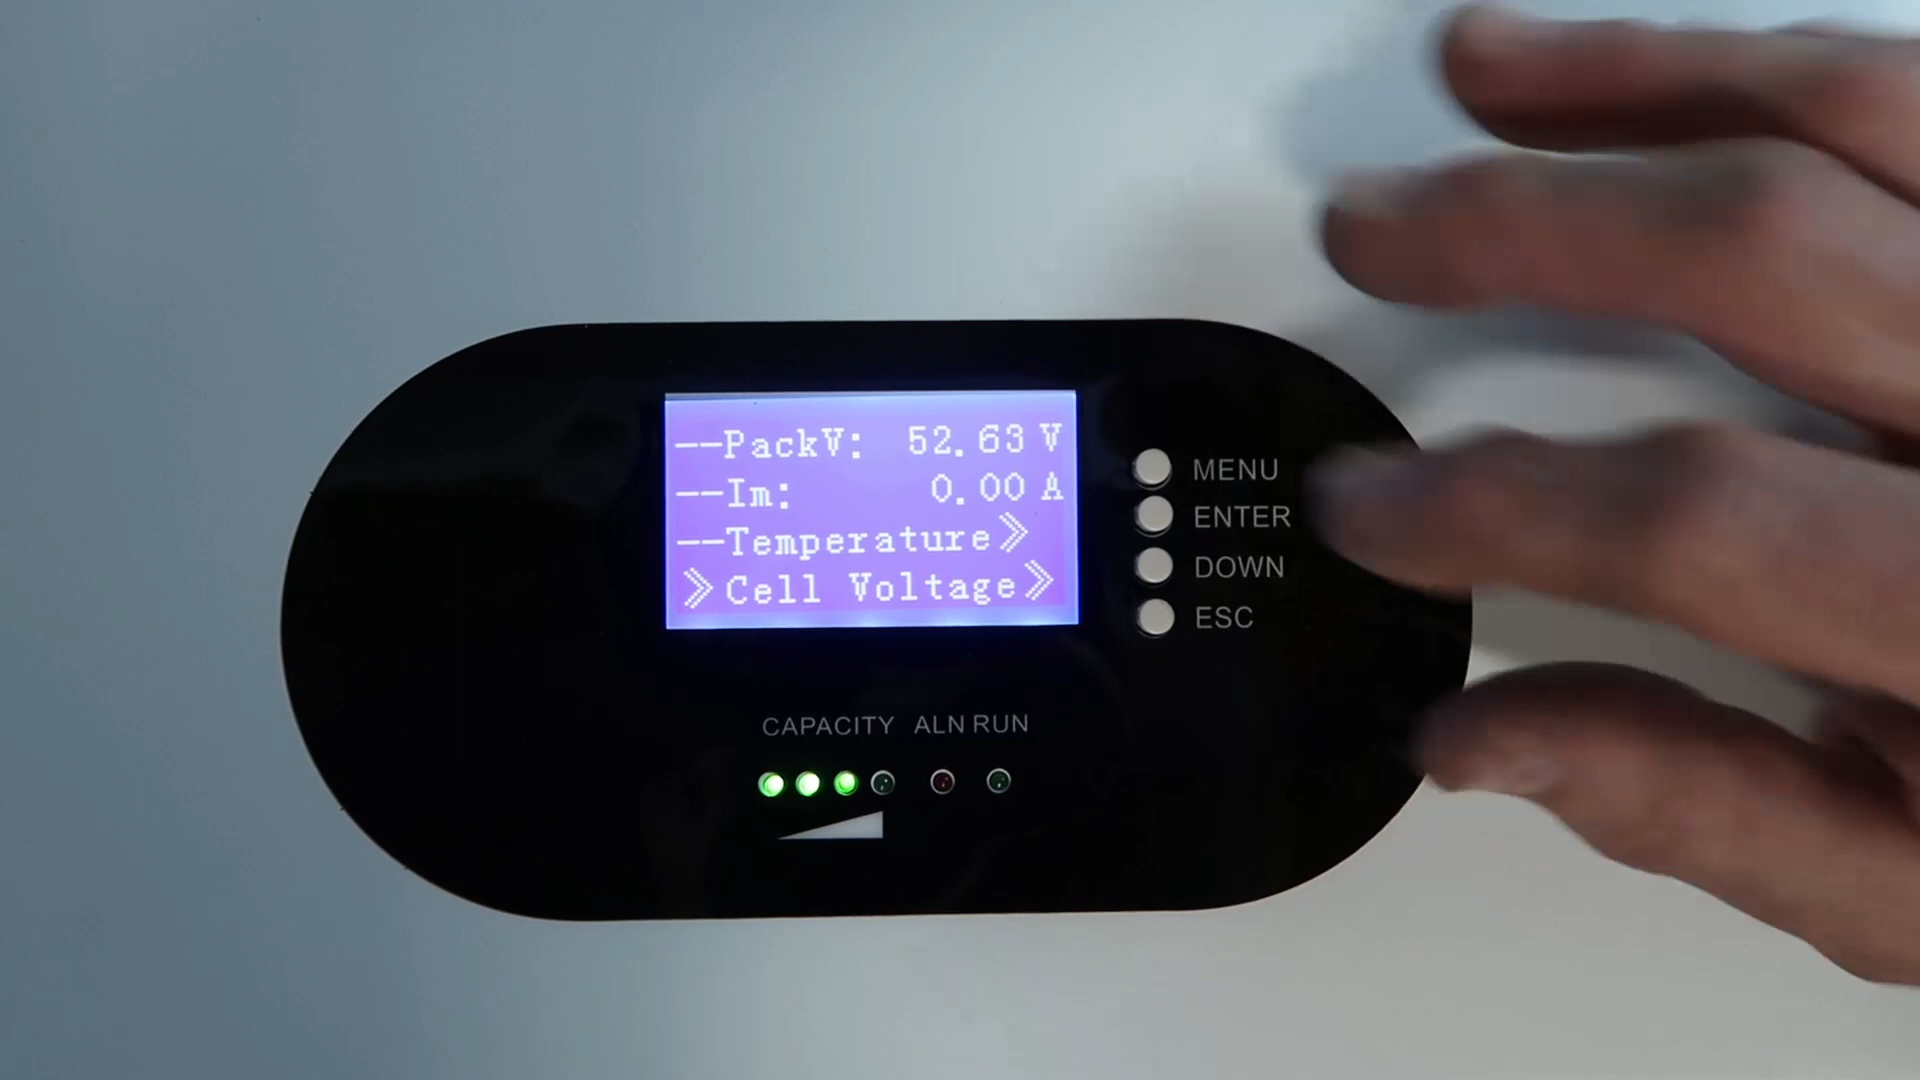 --PackV: 52.63 V
--Im: 0.00 A
--Temperature»
»Cell Voltage»
MENU
ENTER
DOWN
ESC
CAPACITY ALN RUN